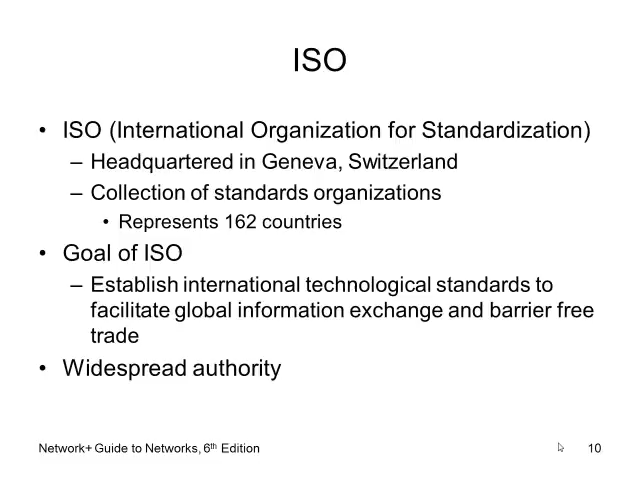 ISO
• ISO (International Organization for Standardization)
– Headquartered in Geneva, Switzerland
– Collection of standards organizations
• Represents 162 countries
• Goal of ISO
– Establish international technological standards to
facilitate global information exchange and barrier free
trade
• Widespread authority
Network+ Guide to Networks, 6th Edition 10